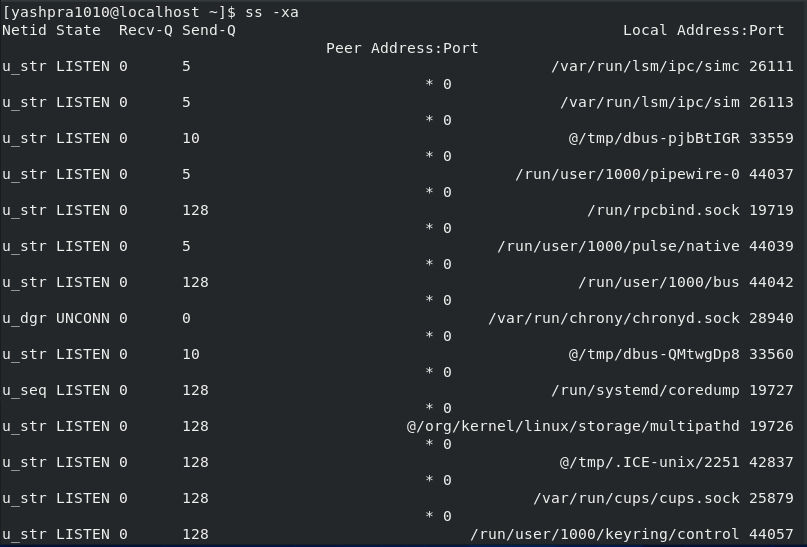 [yashpra1010@localhost ~]$ ss -xa
Netid State  Recv-Q Send-Q                                           Local Address:Port
                                    Peer Address:Port
u_str LISTEN 0      5                                        /var/run/lsm/ipc/simc 26111
                                               * 0
u_str LISTEN 0      5                                         /var/run/lsm/ipc/sim 26113
                                               * 0
u_str LISTEN 0      10                                         @/tmp/dbus-pjbBtIGR 33559
                                               * 0
u_str LISTEN 0      5                                    /run/user/1000/pipewire-0 44037
                                               * 0
u_str LISTEN 0      128                                          /run/rpcbind.sock 19719
                                               * 0
u_str LISTEN 0      5                                  /run/user/1000/pulse/native 44039
                                               * 0
u_str LISTEN 0      128                                         /run/user/1000/bus 44042
                                               * 0
u_dgr UNCONN 0      0                                 /var/run/chrony/chronyd.sock 28940
                                               * 0
u_str LISTEN 0      10                                         @/tmp/dbus-QMtwgDp8 33560
                                               * 0
u_seq LISTEN 0      128                                      /run/systemd/coredump 19727
                                               * 0
u_str LISTEN 0      128                      @/org/kernel/linux/storage/multipathd 19726
                                               * 0
u_str LISTEN 0      128                                       @/tmp/.ICE-unix/2251 42837
                                               * 0
u_str LISTEN 0      128                                    /var/run/cups/cups.sock 25879
                                               * 0
u_str LISTEN 0      128                             /run/user/1000/keyring/control 44057